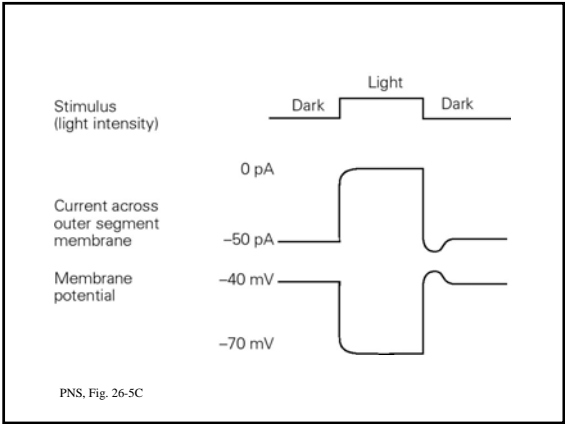 Light
Dark
Dark
Stimulus
(light intensity)
0 pA
Current across
outer segment
membrane
–50 pA
Membrane
potential
–40 mV
–70 mV
PNS, Fig. 26-5C